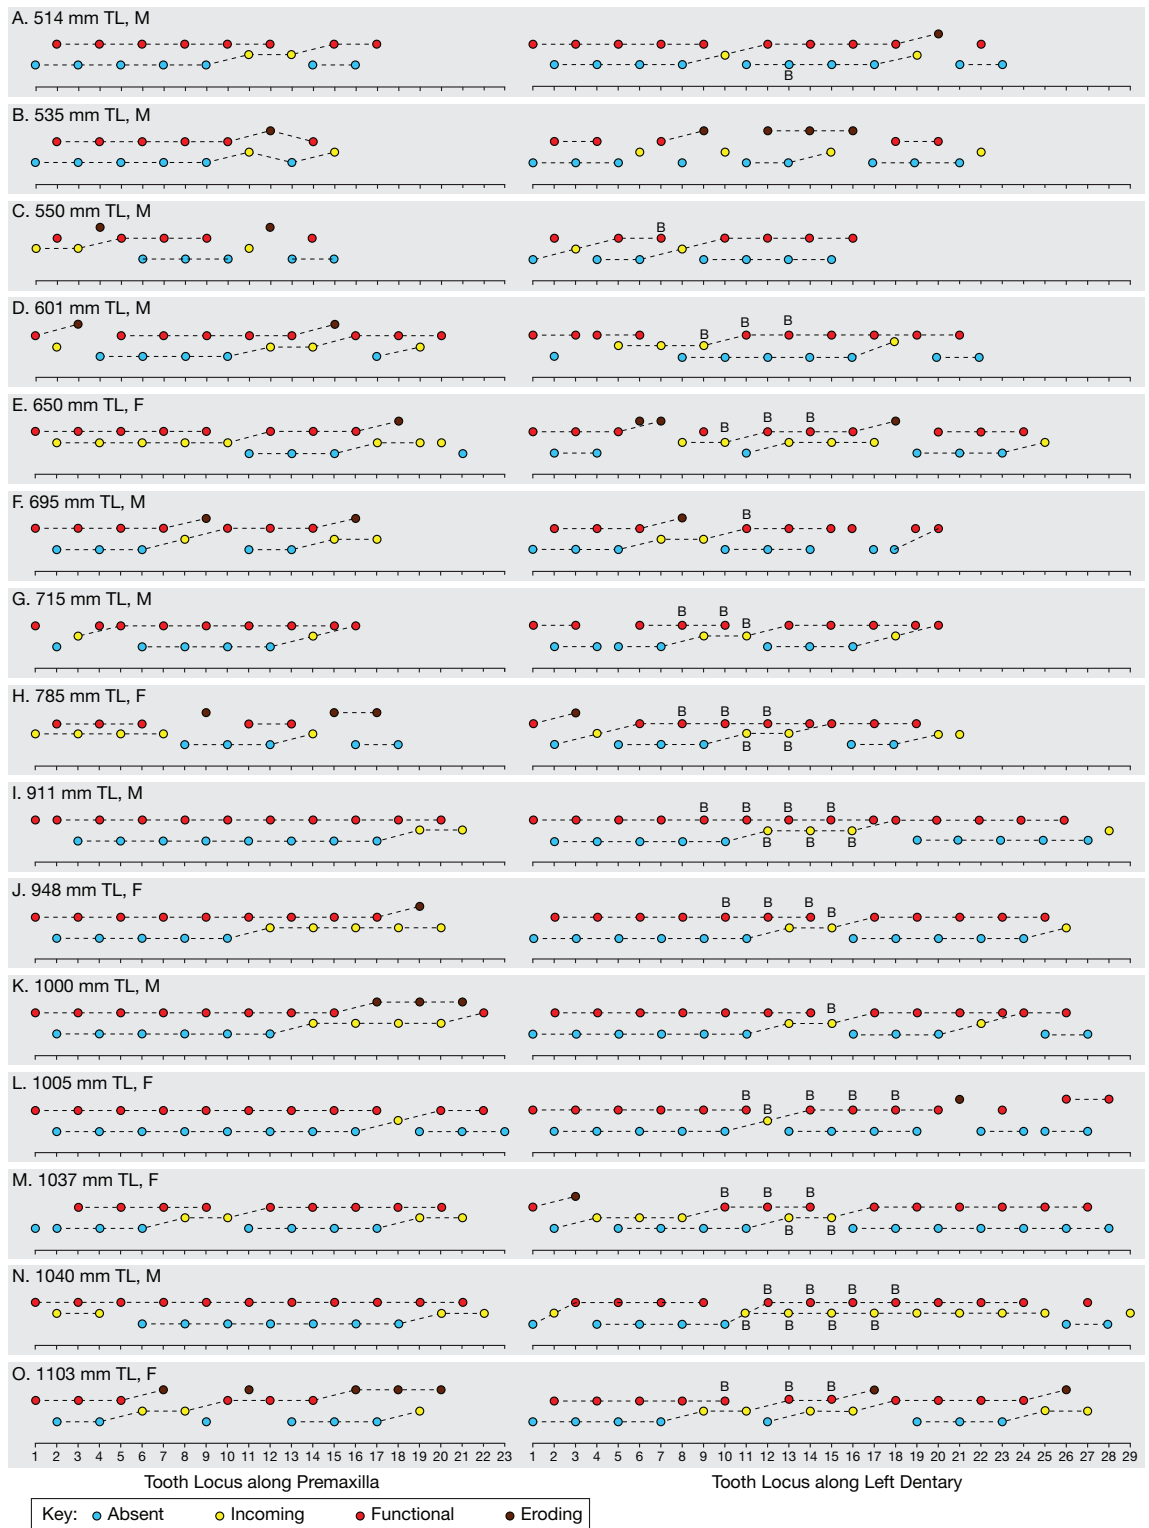 A. 514 mm TL, M
B
B. 535 mm TL, M
C. 550 mm TL, M
B
D. 601 mm TL, M
B B B
E. 650 mm TL, F
B B B
F. 695 mm TL, M
B
G. 715 mm TL, M
B B B
H. 785 mm TL, F
B B B
B B
I. 911 mm TL, M
B B B B
B B B
J. 948 mm TL, F
B B B B
K. 1000 mm TL, M
B
L. 1005 mm TL, F
B B B B B
M. 1037 mm TL, F
B B B
B B
N. 1040 mm TL, M
B B B B
B B B B
O. 1103 mm TL, F
B B B
1 2 3 4 5 6 7 8 9 10 11 12 13 14 15 16 17 18 19 20 21 22 23 1 2 3 4 5 6 7 8 9 10 11 12 13 14 15 16 17 18 19 20 21 22 23 24 25 26 27 28 29
Tooth Locus along Premaxilla Tooth Locus along Left Dentary
Key: Absent Incoming Functional Eroding